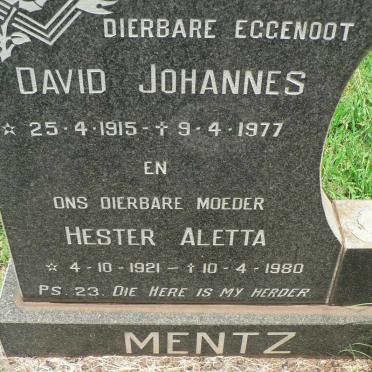 DIERBARE EGGENOOT
DAVID JOHANNES
☆ 25-4-1915-✝9-4-1977
EN
ONS DIERBARE MOEDER
HESTER ALETTA
☆ 4-10-1921-✝10-4-1980
PS. 23. DIE HERE IS MY HERDER
MENTZ